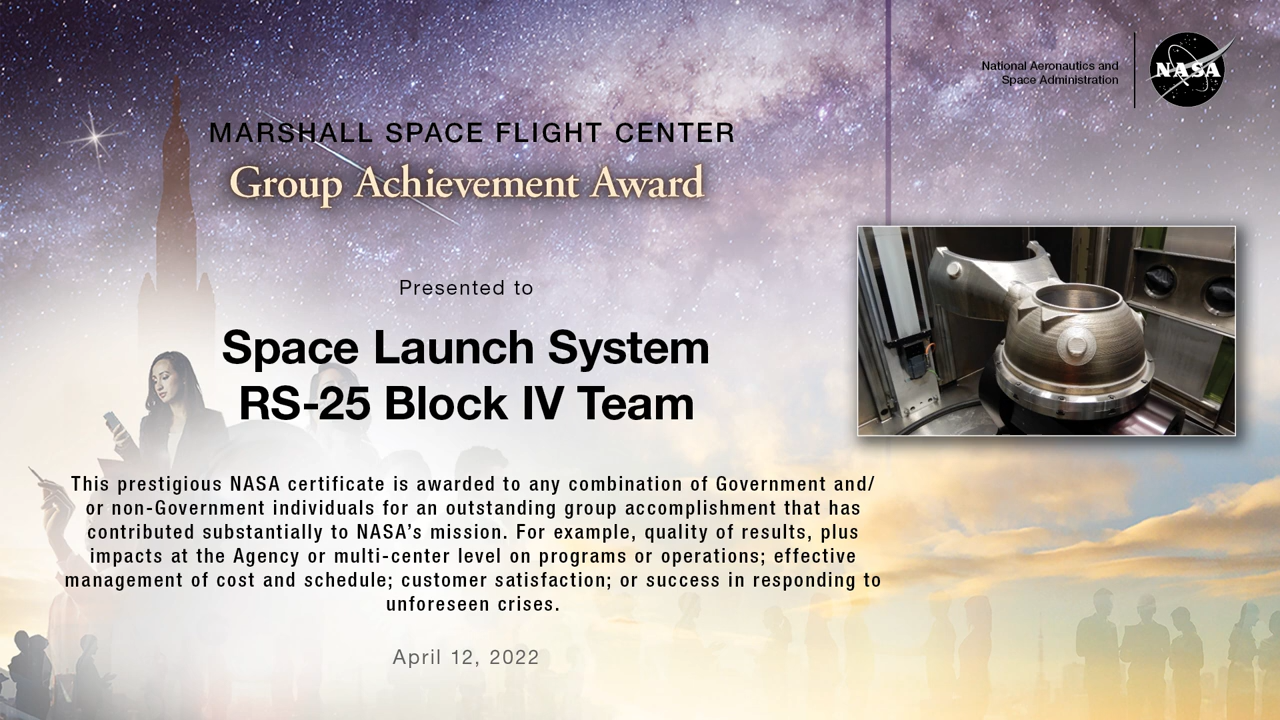 National Aeronautics and
Space Administration
NASA
MARSHALL SPACE FLIGHT CENTER
Group Achievement Award
Presented to
Space Launch System
RS-25 Block IV Team
This prestigious NASA certificate is awarded to any combination of Government and/
or non-Government individuals for an outstanding group accomplishment that has
contributed substantially to NASA’s mission. For example, quality of results, plus
impacts at the Agency or multi-center level on programs or operations; effective
management of cost and schedule; customer satisfaction; or success in responding to
unforeseen crises.
April 12, 2022